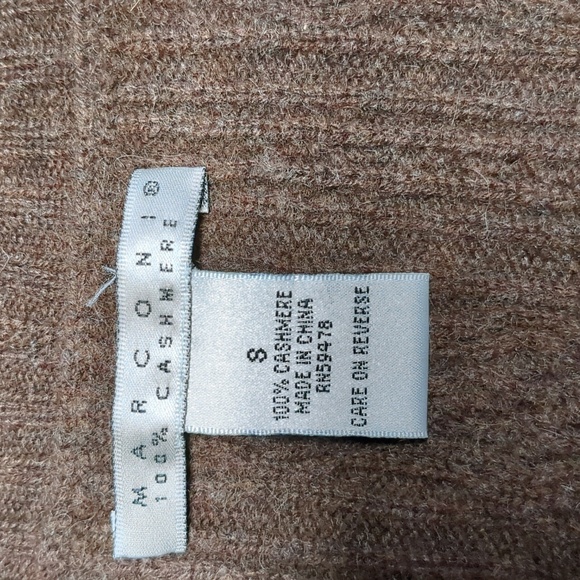 MARCONI®
100% CASHMERE
S
100% CASHMERE
MADE IN CHINA
RN59478
CARE ON REVERSE